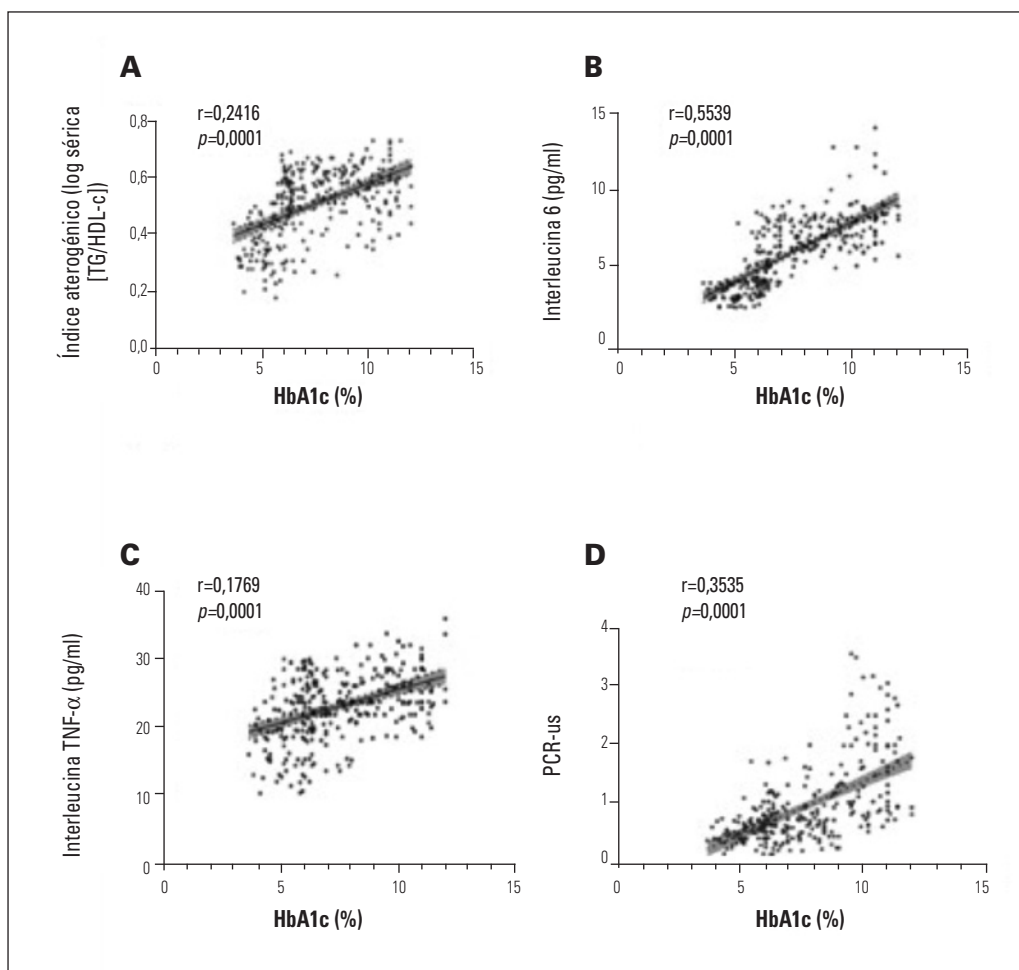 A
r=0,2416
p=0,0001
Índice aterogénico (log sérica
[TG/HDL-c])
0,8
0,6
0,4
0,2
0,0
0
5
10
15
HbA1c (%)
B
r=0,5539
p=0,0001
Interleucina 6 (pg/ml)
15
10
5
0
0
5
10
15
HbA1c (%)
C
r=0,1769
p=0,0001
Interleucina TNF-α (pg/ml)
40
30
20
10
0
0
5
10
15
HbA1c (%)
D
r=0,3535
p=0,0001
PCR-us
4
3
2
1
0
0
5
10
15
HbA1c (%)